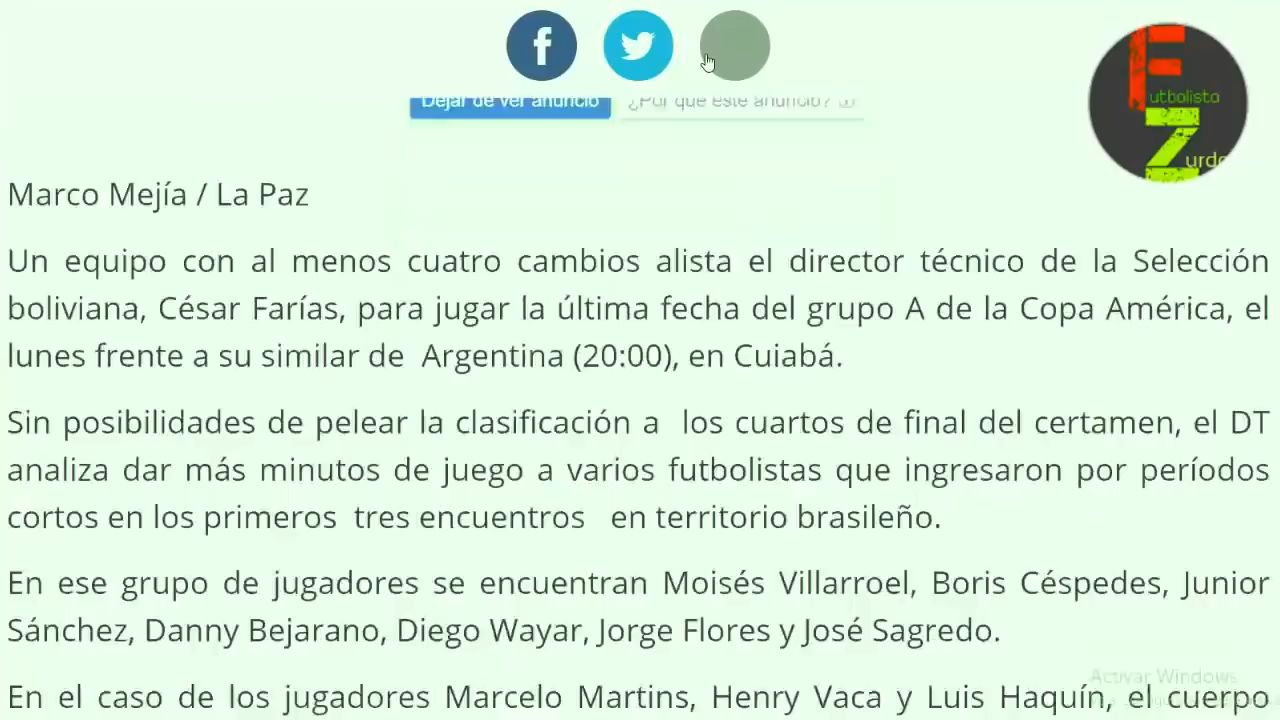 Dejar de ver anuncio ¿Por qué este anuncio?
utbolista
urdo
Marco Mejía / La Paz
Un equipo con al menos cuatro cambios alista el director técnico de la Selección
boliviana, César Farías, para jugar la última fecha del grupo A de la Copa América, el
lunes frente a su similar de Argentina (20:00), en Cuiabá.
Sin posibilidades de pelear la clasificación a los cuartos de final del certamen, el DT
analiza dar más minutos de juego a varios futbolistas que ingresaron por períodos
cortos en los primeros tres encuentros en territorio brasileño.
En ese grupo de jugadores se encuentran Moisés Villarroel, Boris Céspedes, Junior
Sánchez, Danny Bejarano, Diego Wayar, Jorge Flores y José Sagredo.
En el caso de los jugadores Marcelo Martins, Henry Vaca y Luis Haquín, el cuerpo
Activar Windows